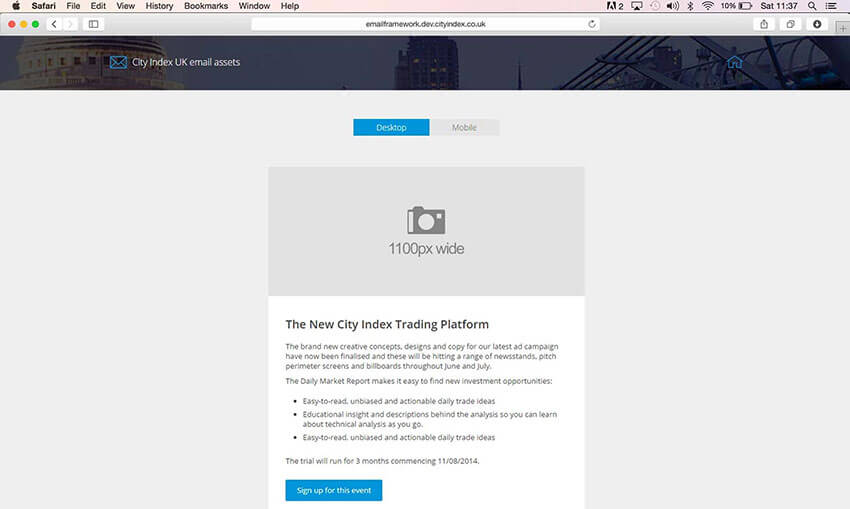 Safari File Edit View History Bookmarks Window Help 2 10% Sat 11:37
emailframework.dev.cityindex.co.uk
City Index UK email assets
Desktop Mobile
1100px wide
The New City Index Trading Platform
The brand new creative concepts, designs and copy for our latest ad campaign
have now been finalised and these will be hitting a range of newsstands, pitch
perimeter screens and billboards throughout June and July.
The Daily Market Report makes it easy to find new investment opportunities:
• Easy-to-read, unbiased and actionable daily trade ideas
• Educational insight and descriptions behind the analysis so you can learn
about technical analysis as you go.
• Easy-to-read, unbiased and actionable daily trade ideas
The trial will run for 3 months commencing 11/08/2014.
Sign up for this event